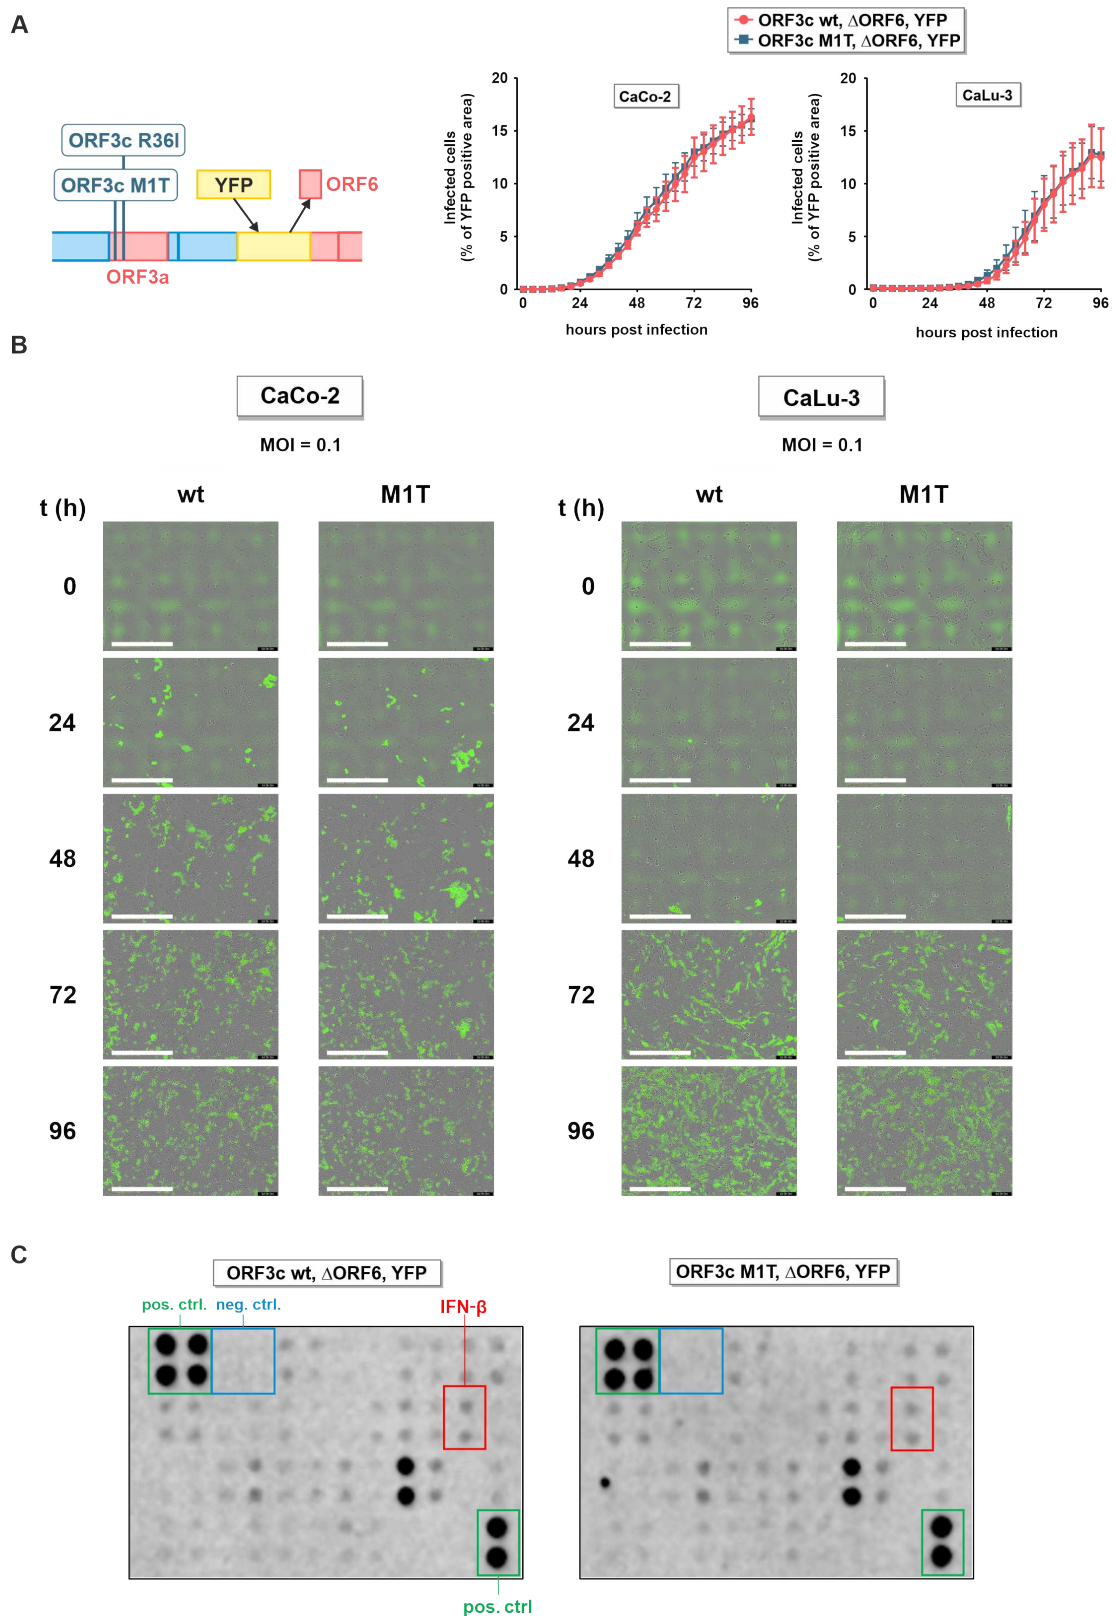 A
ORF3c wt, ΔORF6, YFP
ORF3c M1T, ΔORF6, YFP
ORF3c R36I
ORF3c M1T
YFP
ORF6
ORF3a
Infected cells
(% of YFP positive area)
20
15
10
5
0
CaCo-2
0
24
48
72
96
hours post infection
Infected cells
(% of YFP positive area)
20
15
10
5
0
CaLu-3
0
24
48
72
96
hours post infection
B
CaCo-2
MOI = 0.1
t (h)
wt
M1T
0
24
48
72
96
CaLu-3
MOI = 0.1
t (h)
wt
M1T
0
24
48
72
96
C
ORF3c wt, ΔORF6, YFP
pos. ctrl.
neg. ctrl.
IFN-β
pos. ctrl
ORF3c M1T, ΔORF6, YFP